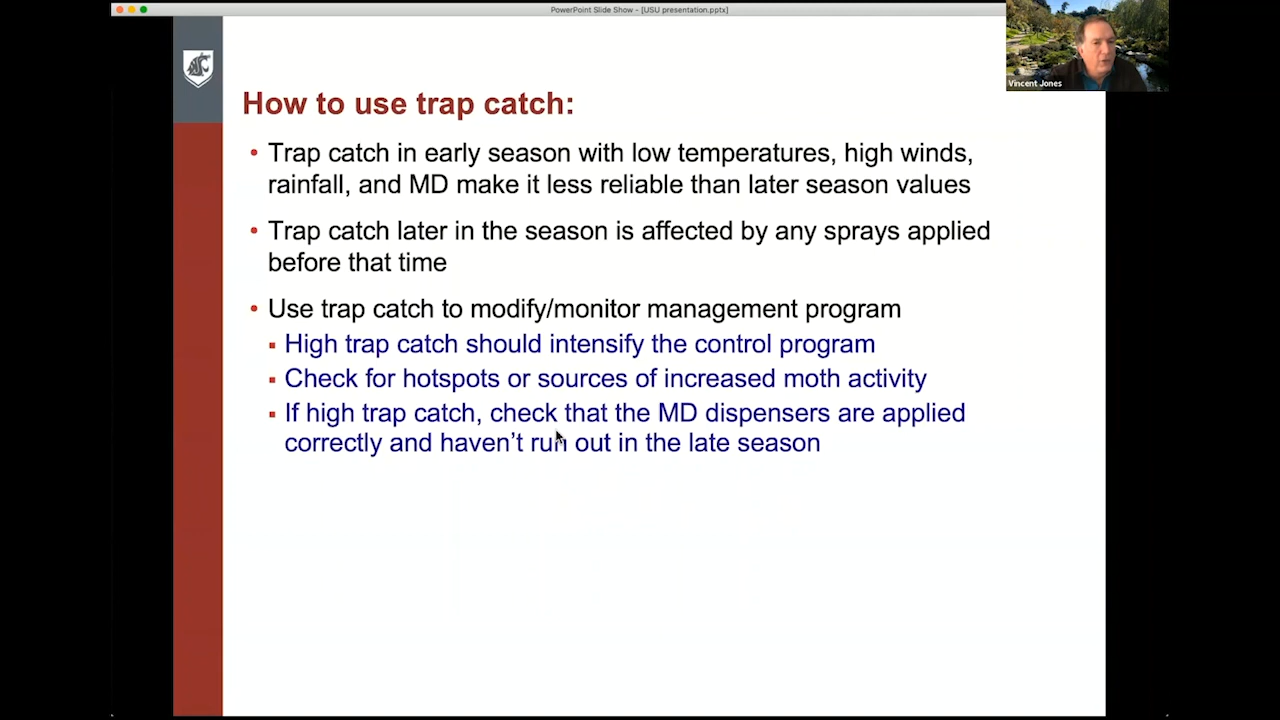 PowerPoint Slide Show - [USU presentation.pptx]
Vincent Jones
How to use trap catch:
• Trap catch in early season with low temperatures, high winds,
rainfall, and MD make it less reliable than later season values
• Trap catch later in the season is affected by any sprays applied
before that time
• Use trap catch to modify/monitor management program
▪ High trap catch should intensify the control program
▪ Check for hotspots or sources of increased moth activity
▪ If high trap catch, check that the MD dispensers are applied
correctly and haven't run out in the late season